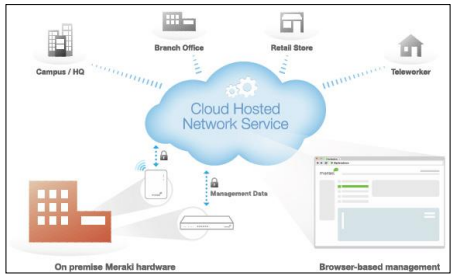 Branch Office
Retail Store
Campus / HQ
Teleworker
Cloud Hosted
Network Service
Management Data
On premise Meraki hardware
Browser-based management